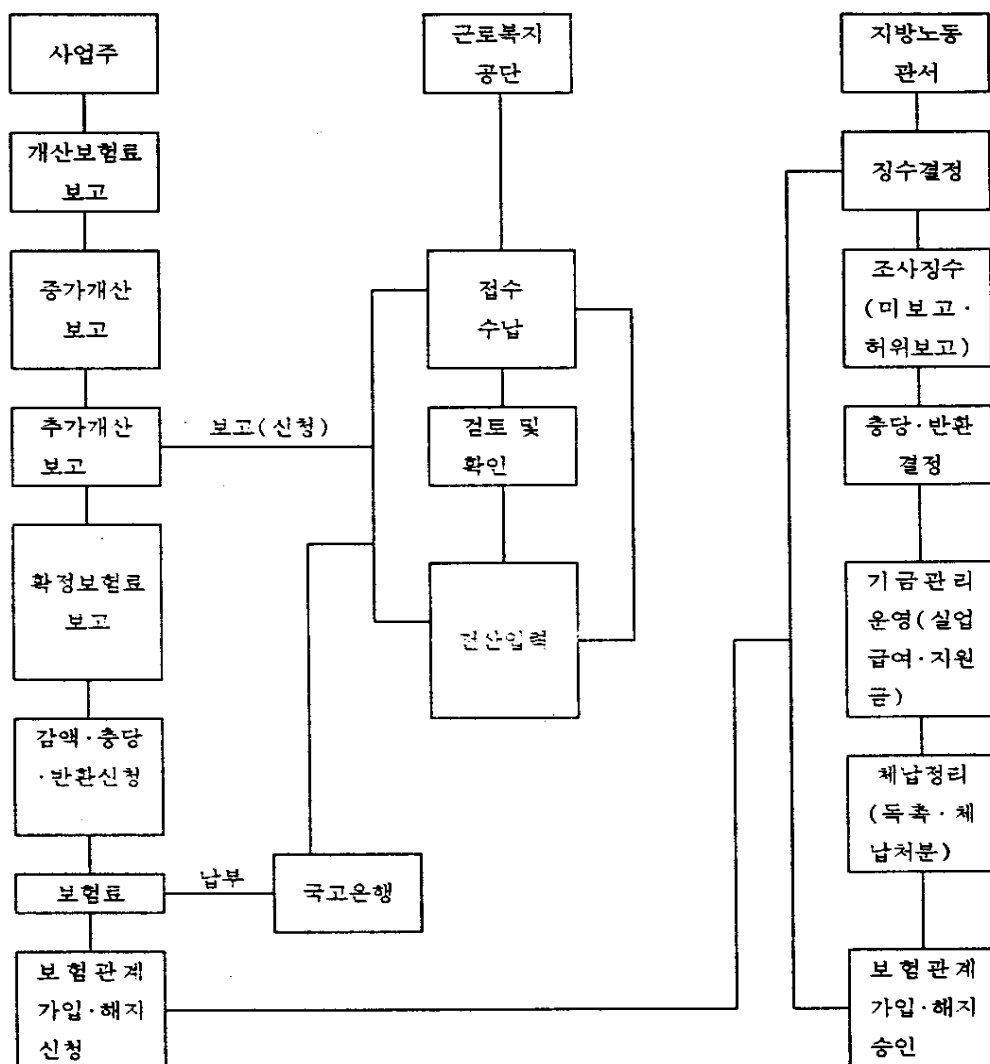 사업주
개산보험료
보고
증가개산
보고
추가개산
보고
확정보험료
보고
감액·충당
·반환신청
보험료
보험관계
가입·해지
신청
보고(신청)
납부
국고은행
근로복지
공단
접수
수납
검토 및
확인
전산입력
지방노동
관서
징수결정
조사징수
(미보고·
허위보고)
충당·반환
결정
기금관리
운영(실업
급여·지원
금)
체납정리
(독촉·체
납처분)
보험관계
가입·해지
승인